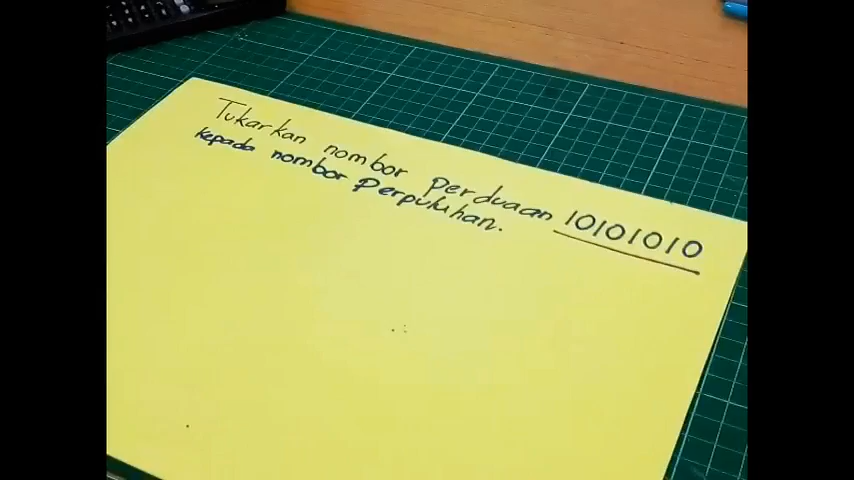 Tukarkan nombor perduaan 10101010
kepada nombor perpuluhan.